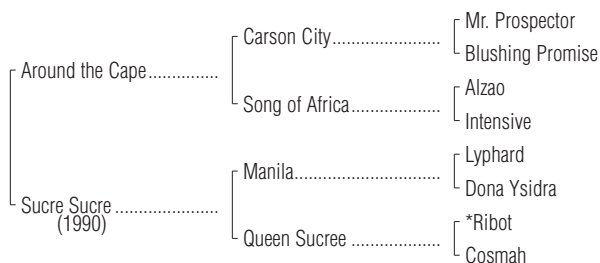 Mr. Prospector
Carson City........................
Blushing Promise
Around the Cape...............
Alzao
Song of Africa....................
Intensive
Lyphard
Manila.................................
Dona Ysidra
Sucre Sucre ......................
(1990)
*Ribot
Queen Sucree ....................
Cosmah